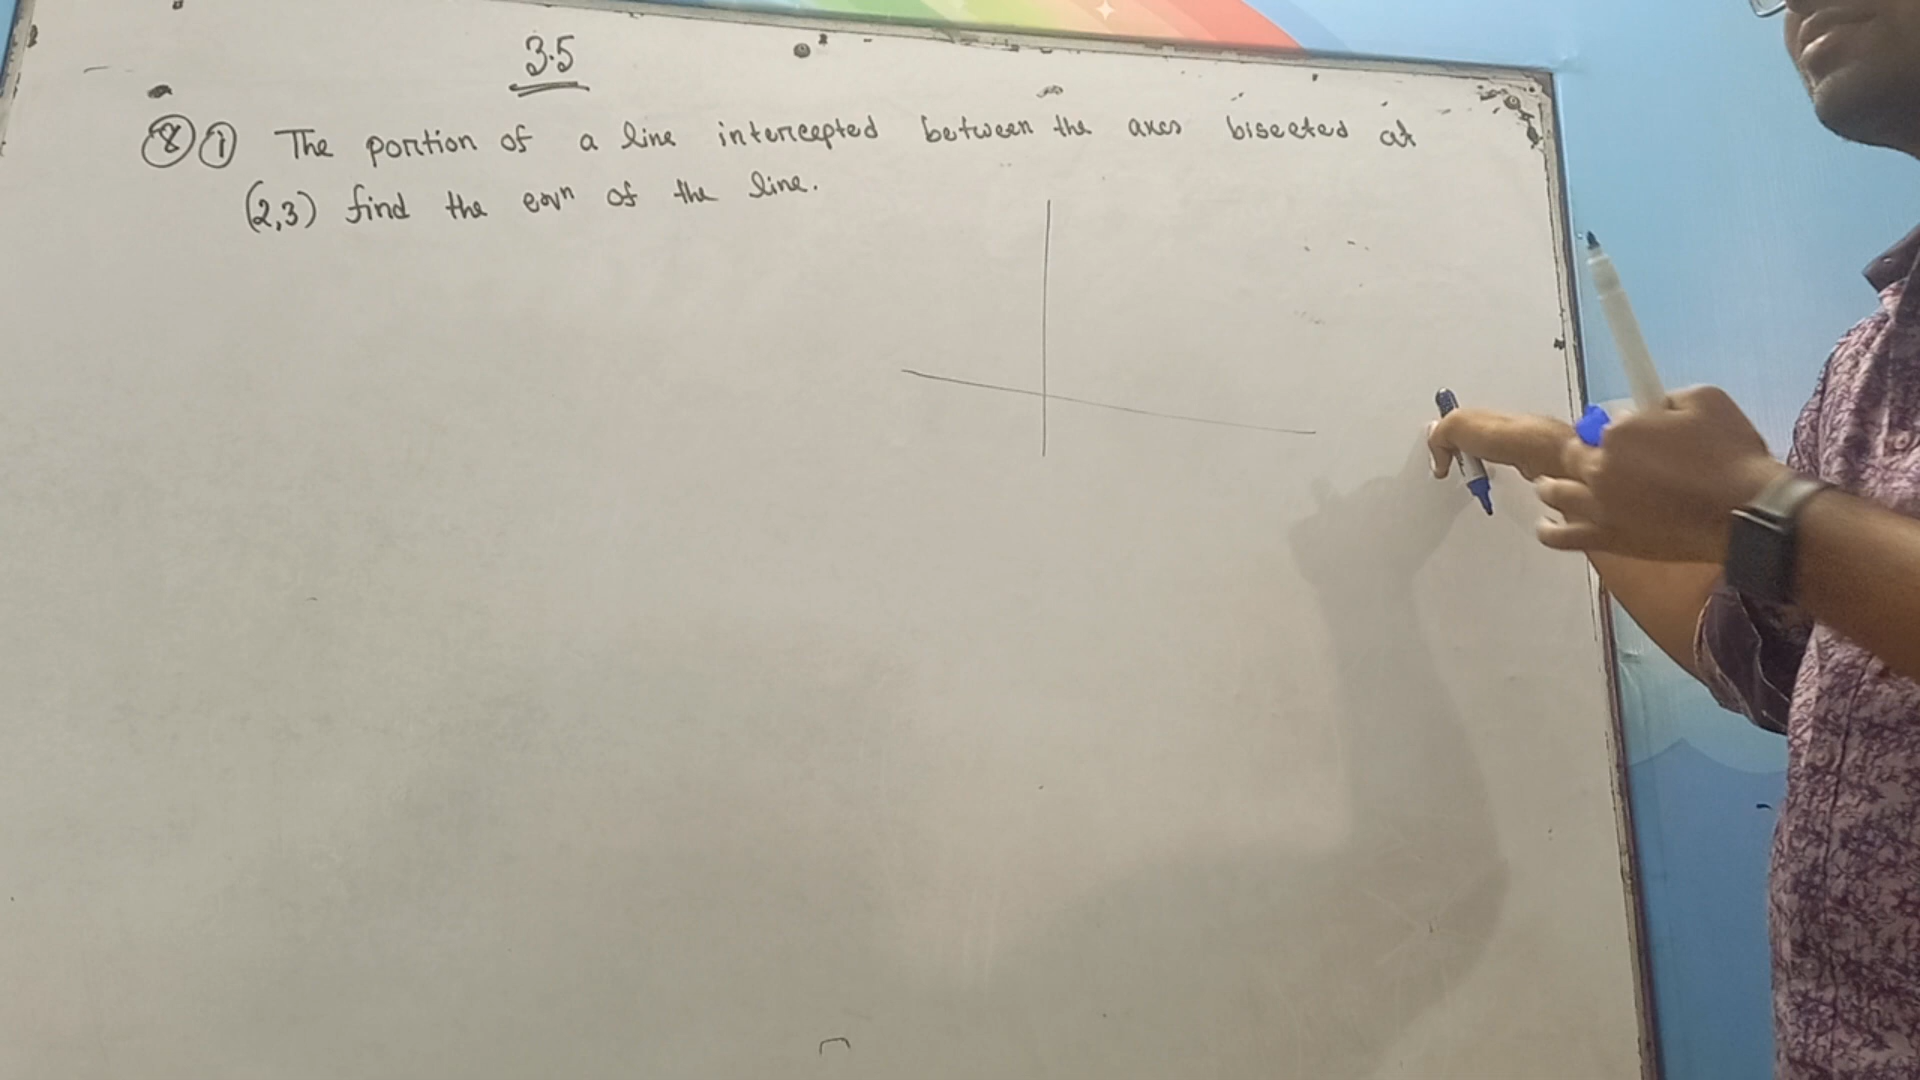 3.5
8 i The portion of a line intercepted between the axes bisected at
(2,3) find the eqⁿ of the line.